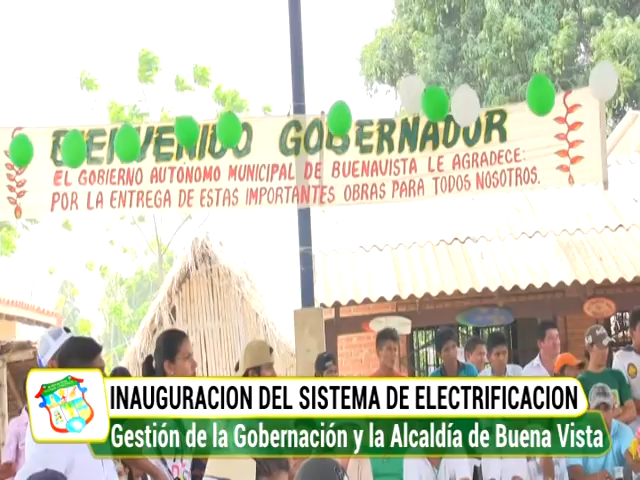 BIENVENIDO GOBERNADOR
EL GOBIERNO AUTÓNOMO MUNICIPAL DE BUENAVISTA LE AGRADECE:
POR LA ENTREGA DE ESTAS IMPORTANTES OBRAS PARA TODOS NOSOTROS.
INAUGURACION DEL SISTEMA DE ELECTRIFICACION
Gestión de la Gobernación y la Alcaldía de Buena Vista